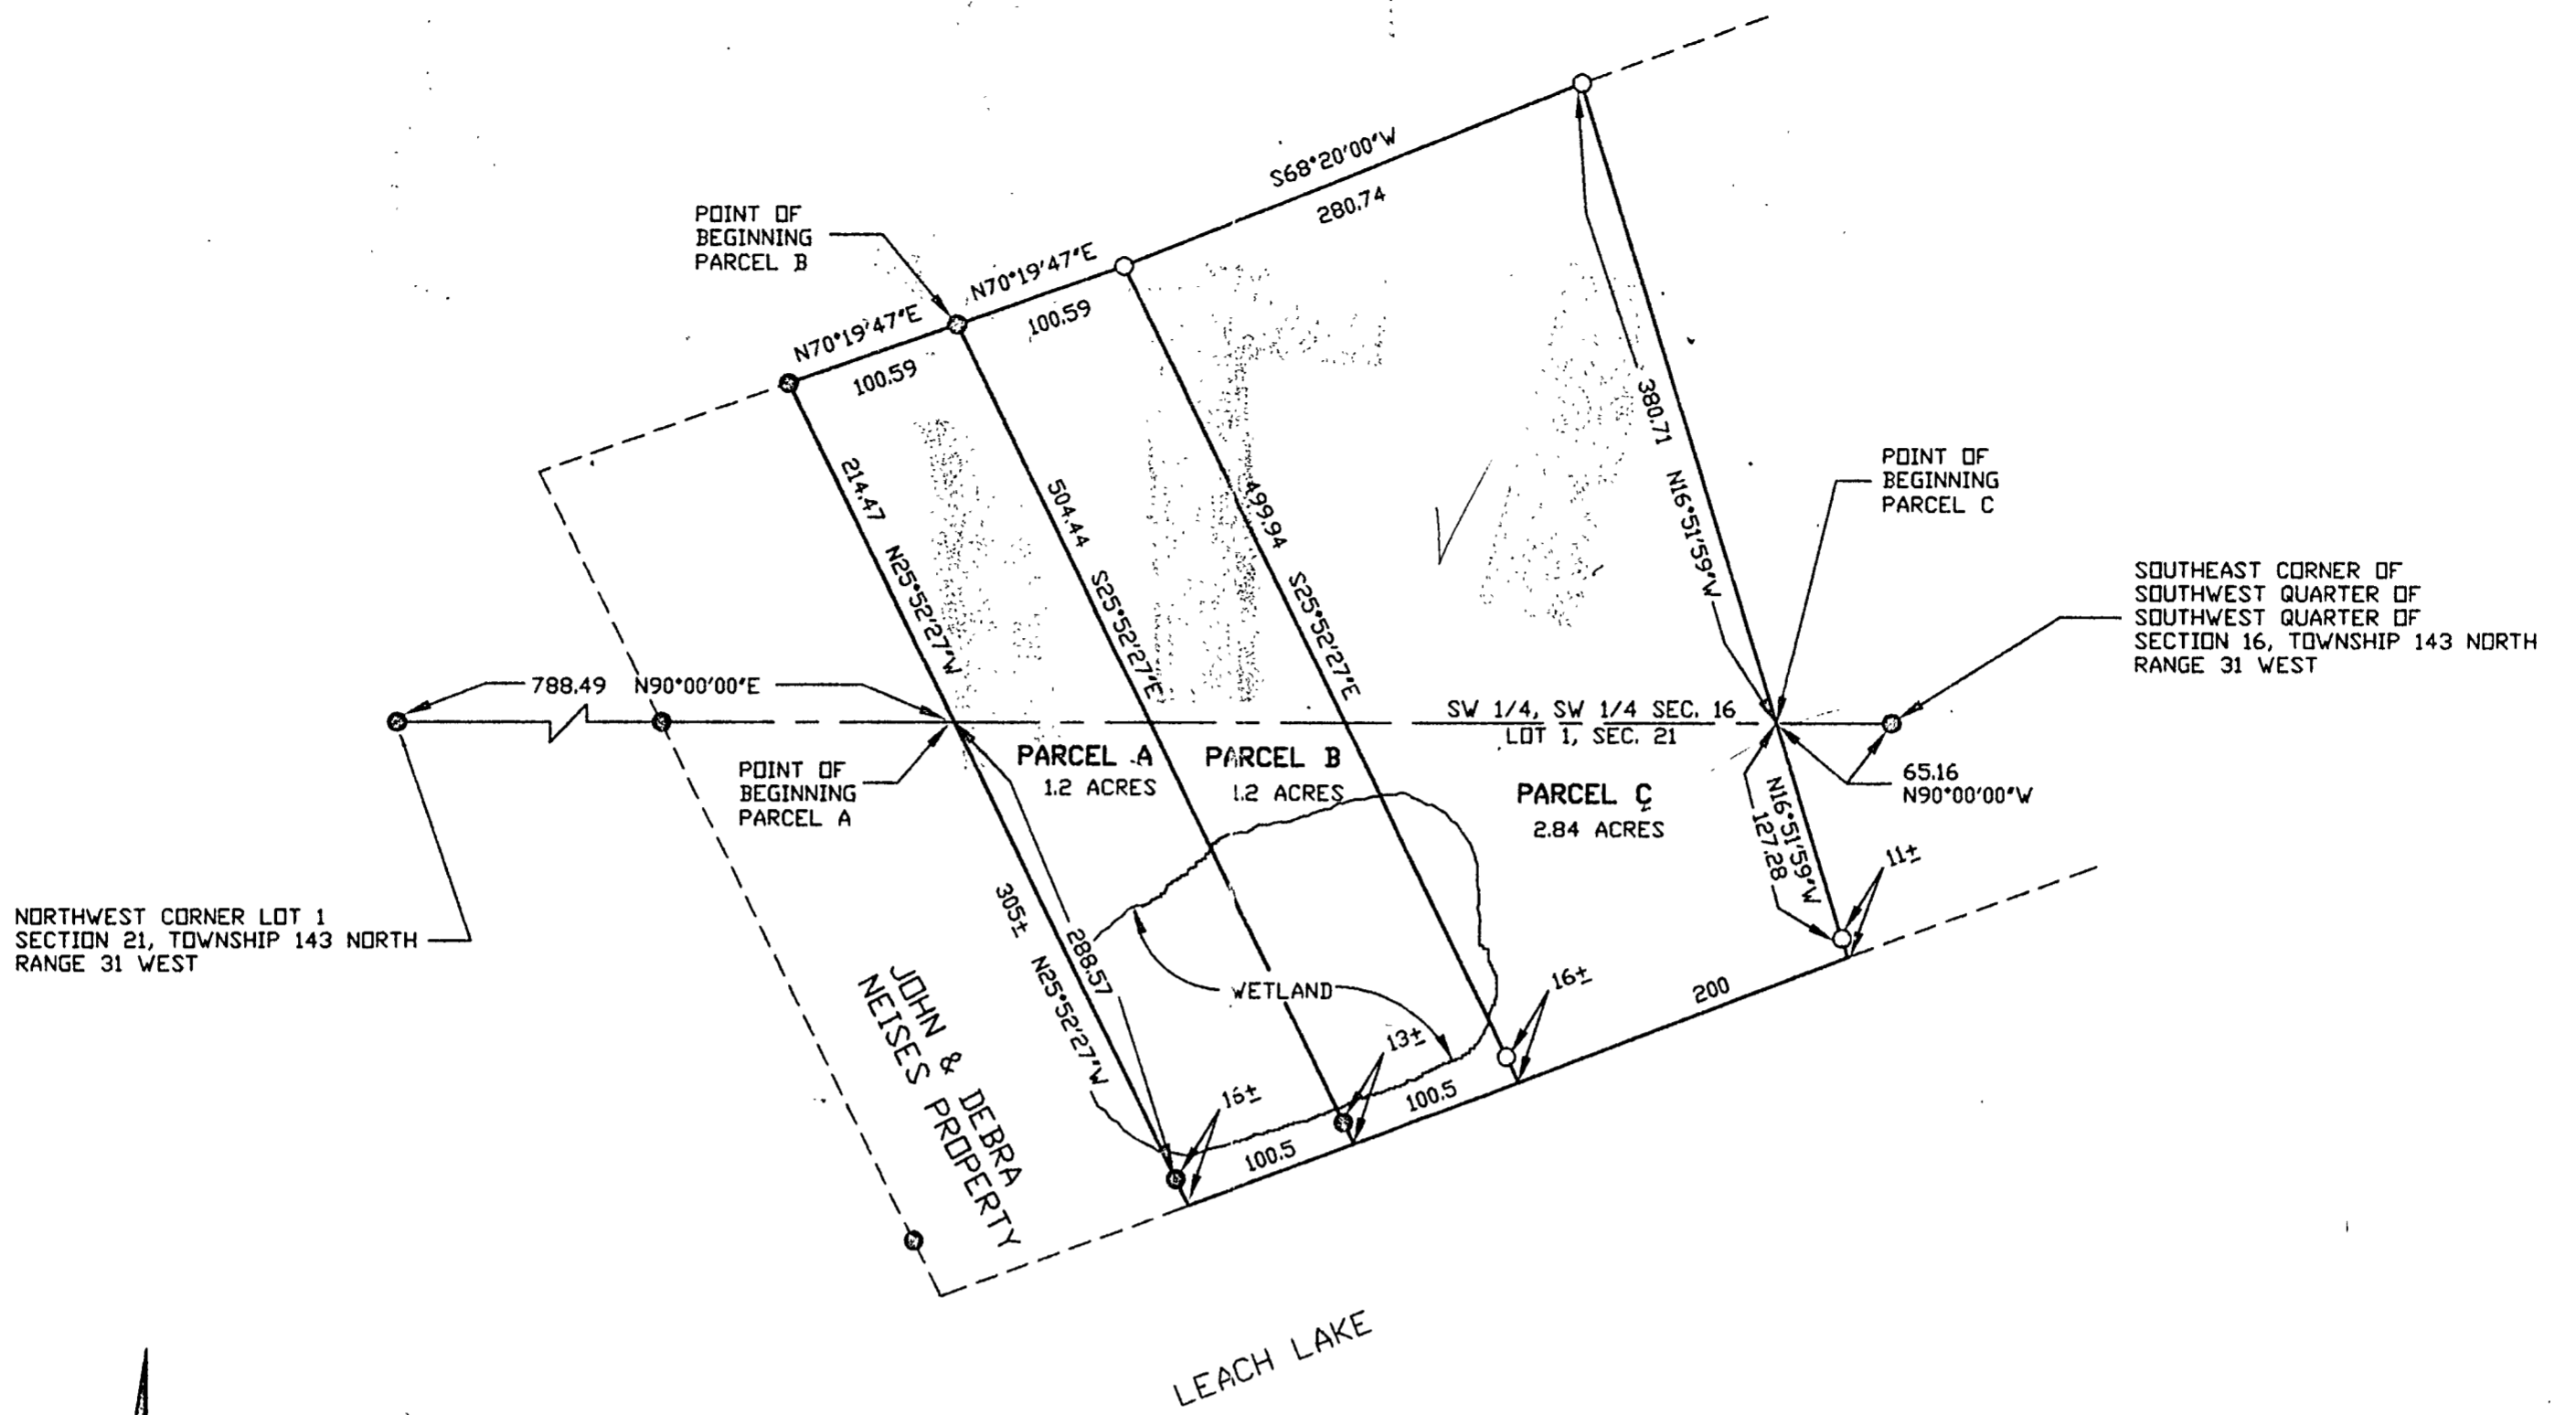 S68°20'00"W
280.74
POINT OF
BEGINNING
PARCEL B
N70°19'47"E
100.59
N70°19'47"E
100.59
214.47 N25°52'27"W
504.44 S25°52'27"E
499.94 S25°52'27"E
380.71 N16°51'59"W
POINT OF
BEGINNING
PARCEL C
SOUTHEAST CORNER OF
SOUTHWEST QUARTER OF
SOUTHWEST QUARTER OF
SECTION 16, TOWNSHIP 143 NORTH
RANGE 31 WEST
788.49 N90°00'00"E
SW 1/4, SW 1/4 SEC. 16
LOT 1, SEC. 21
POINT OF
BEGINNING
PARCEL A
PARCEL A
1.2 ACRES
PARCEL B
1.2 ACRES
PARCEL C
2.84 ACRES
65.16
N90°00'00"W
N16°51'59"W
127.28
11±
NORTHWEST CORNER LOT 1
SECTION 21, TOWNSHIP 143 NORTH
RANGE 31 WEST
305± N25°52'27"W
288.57
WETLAND
16±
13±
16±
200
100.5
100.5
JOHN & DEBRA
NEISES PROPERTY
LEACH LAKE